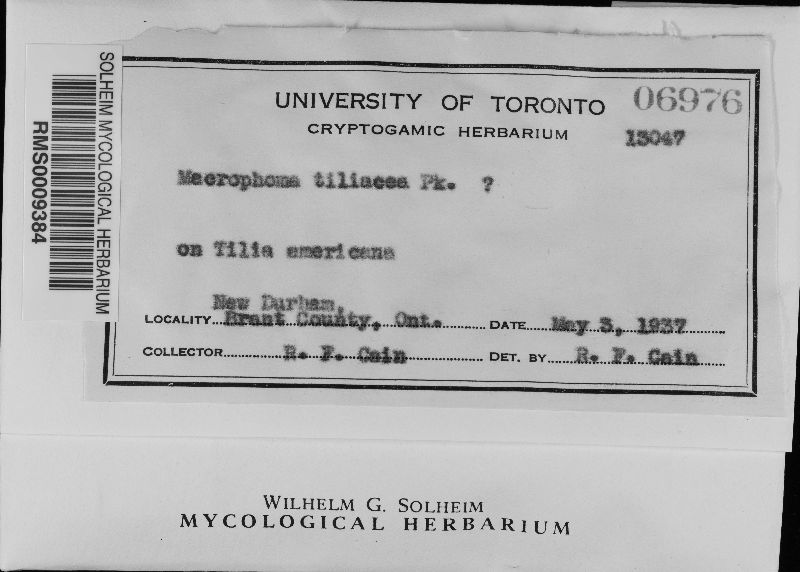 UNIVERSITY OF TORONTO
06976
CRYPTOGAMIC HERBARIUM
13047
Macrophoma tiliacea Pk. ?
on Tilia americana
New Durham,
LOCALITY Brant County, Ont. DATE May 3, 1937
COLLECTOR R. F. Cain DET. BY R. F. Cain
SOLHEIM MYCOLOGICAL HERBARIUM
RMS0009384
WILHELM G. SOLHEIM
MYCOLOGICAL HERBARIUM